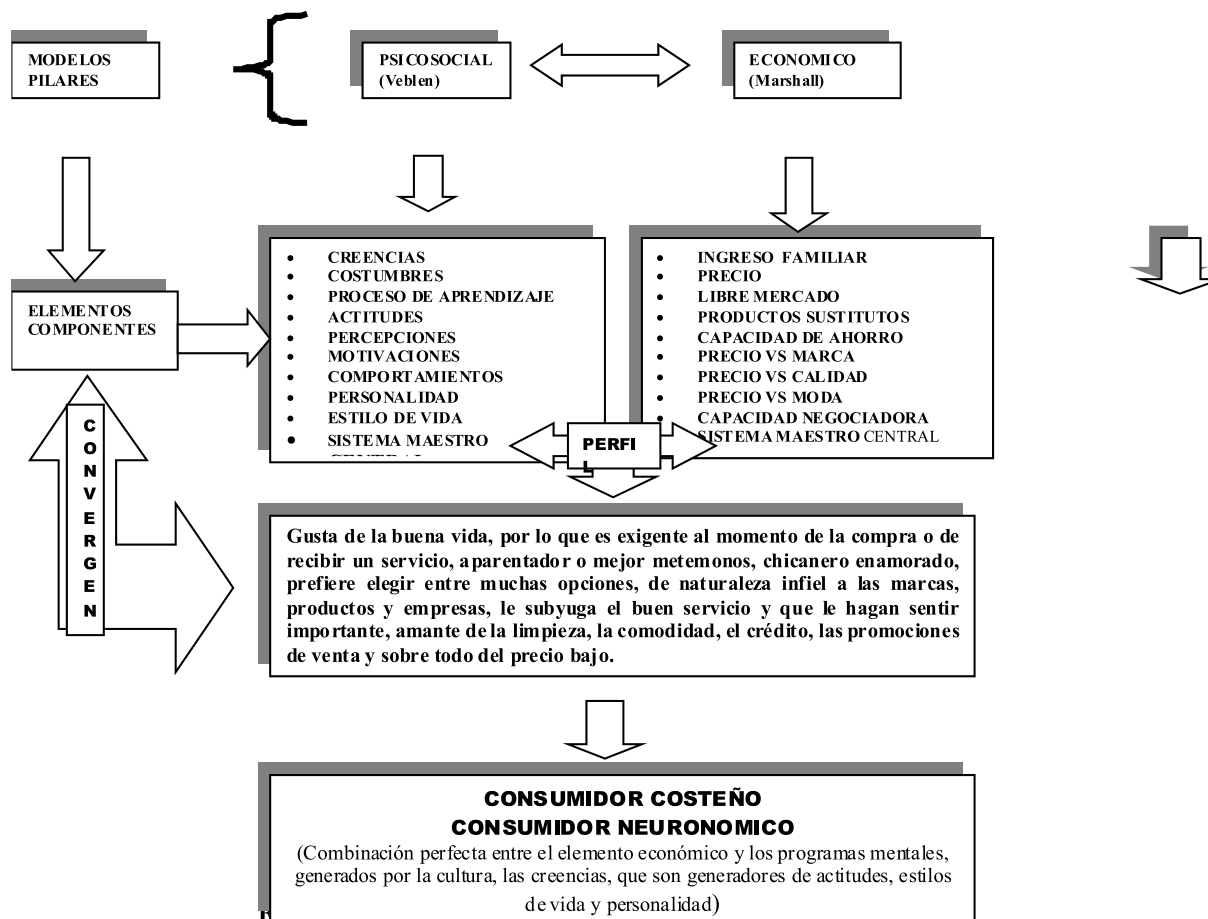 MODELOS
PILARES
PSICOSOCIAL
(Veblen)
ECONOMICO
(Marshall)
ELEMENTOS
COMPONENTES
• CREENCIAS
• COSTUMBRES
• PROCESO DE APRENDIZAJE
• ACTITUDES
• PERCEPCIONES
• MOTIVACIONES
• COMPORTAMIENTOS
• PERSONALIDAD
• ESTILO DE VIDA
• SISTEMA MAESTRO
• INGRESO FAMILIAR
• PRECIO
• LIBRE MERCADO
• PRODUCTOS SUSTITUTOS
• CAPACIDAD DE AHORRO
• PRECIO VS MARCA
• PRECIO VS CALIDAD
• PRECIO VS MODA
• CAPACIDAD NEGOCIADORA
SISTEMA MAESTRO CENTRAL
PERFI
CONVERGEN
Gusta de la buena vida, por lo que es exigente al momento de la compra o de
recibir un servicio, aparentador o mejor metemonos, chicanero enamorado,
prefiere elegir entre muchas opciones, de naturaleza infiel a las marcas,
productos y empresas, le subyuga el buen servicio y que le hagan sentir
importante, amante de la limpieza, la comodidad, el crédito, las promociones
de venta y sobre todo del precio bajo.
CONSUMIDOR COSTEÑO
CONSUMIDOR NEURONOMICO
(Combinación perfecta entre el elemento económico y los programas mentales,
generados por la cultura, las creencias, que son generadores de actitudes, estilos
de vida y personalidad)